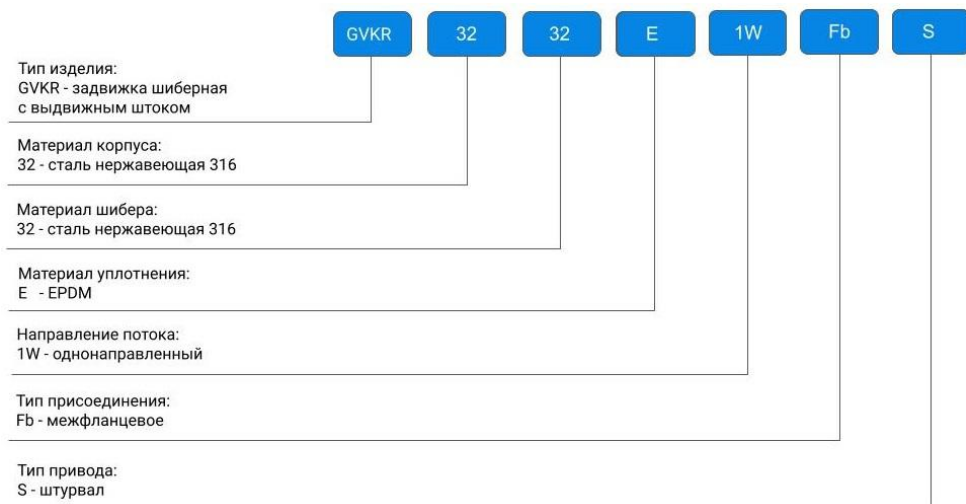 GVKR 32 32 E 1W Fb S
Тип изделия:
GVKR - задвижка шиберная
с выдвижным штоком
Материал корпуса:
32 - сталь нержавеющая 316
Материал шибера:
32 - сталь нержавеющая 316
Материал уплотнения:
E - EPDM
Направление потока:
1W - однонаправленный
Тип присоединения:
Fb - межфланцевое
Тип привода:
S - штурвал